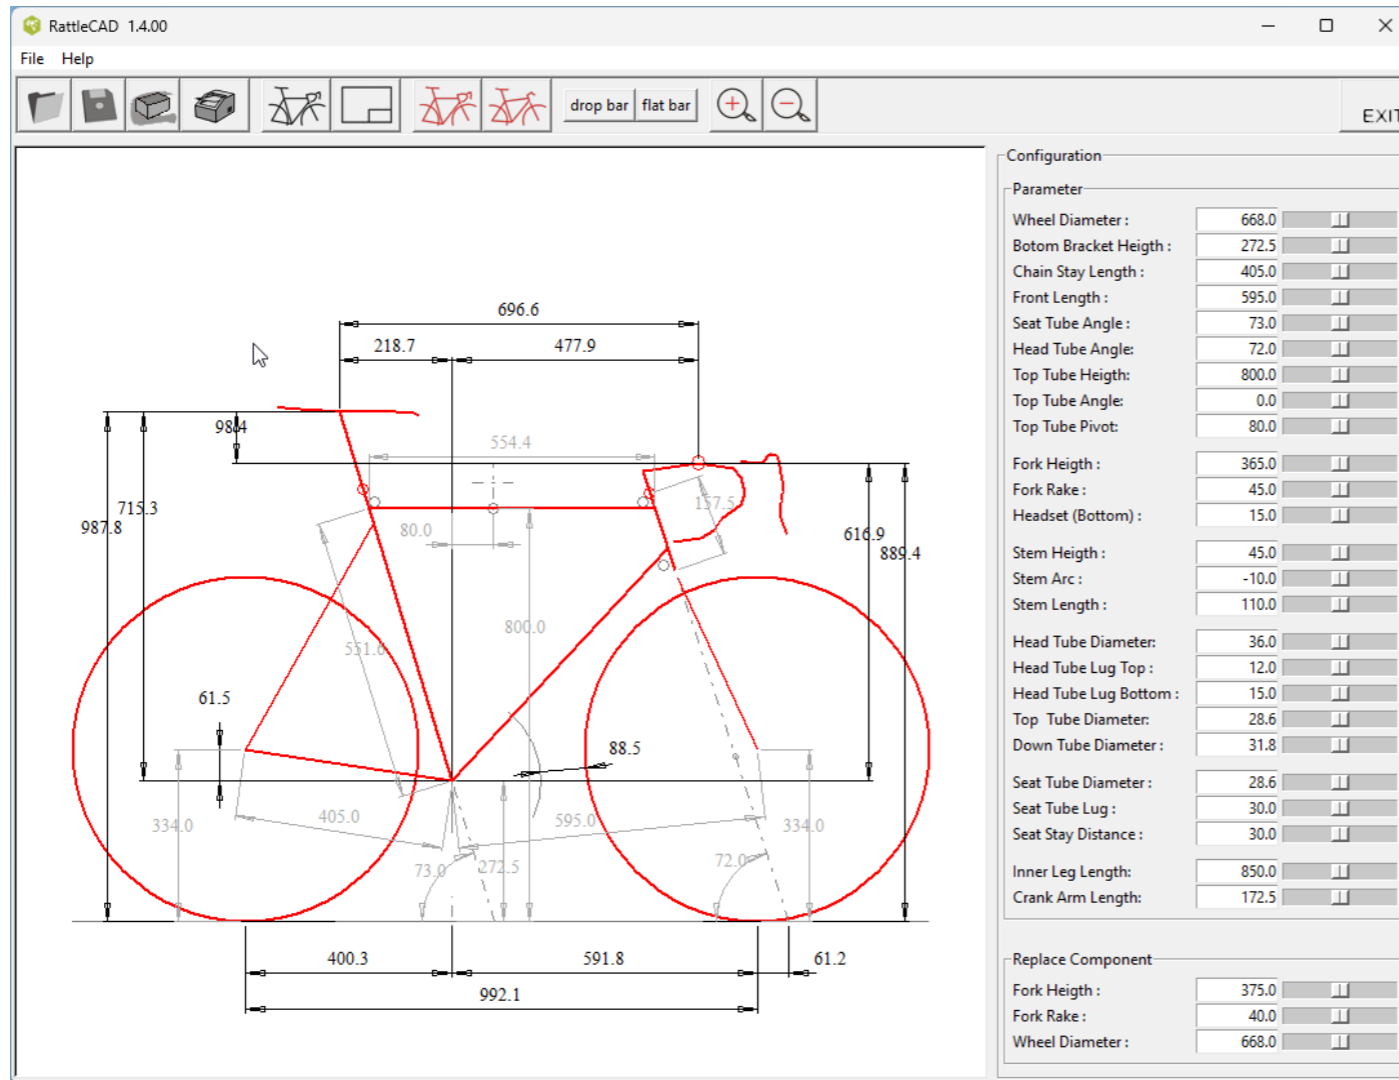 RattleCAD 1.4.00
File Help
drop bar flat bar
EXIT
Configuration
Parameter
Wheel Diameter : 668.0
Botom Bracket Heigth : 272.5
Chain Stay Length : 405.0
Front Length : 595.0
Seat Tube Angle : 73.0
Head Tube Angle: 72.0
Top Tube Heigth: 800.0
Top Tube Angle: 0.0
Top Tube Pivot: 80.0
Fork Heigth : 365.0
Fork Rake : 45.0
Headset (Bottom) : 15.0
Stem Heigth : 45.0
Stem Arc : -10.0
Stem Length : 110.0
Head Tube Diameter: 36.0
Head Tube Lug Top : 12.0
Head Tube Lug Bottom : 15.0
Top Tube Diameter: 28.6
Down Tube Diameter : 31.8
Seat Tube Diameter : 28.6
Seat Tube Lug : 30.0
Seat Stay Distance : 30.0
Inner Leg Length: 850.0
Crank Arm Length: 172.5
Replace Component
Fork Heigth : 375.0
Fork Rake : 40.0
Wheel Diameter : 668.0
696.6
218.7 477.9
98.4
554.4
157.5
715.3
987.8
80.0
616.9
889.4
800.0
551.6
61.5
88.5
334.0
405.0
595.0
334.0
73.0
272.5
72.0
400.3 591.8 61.2
992.1